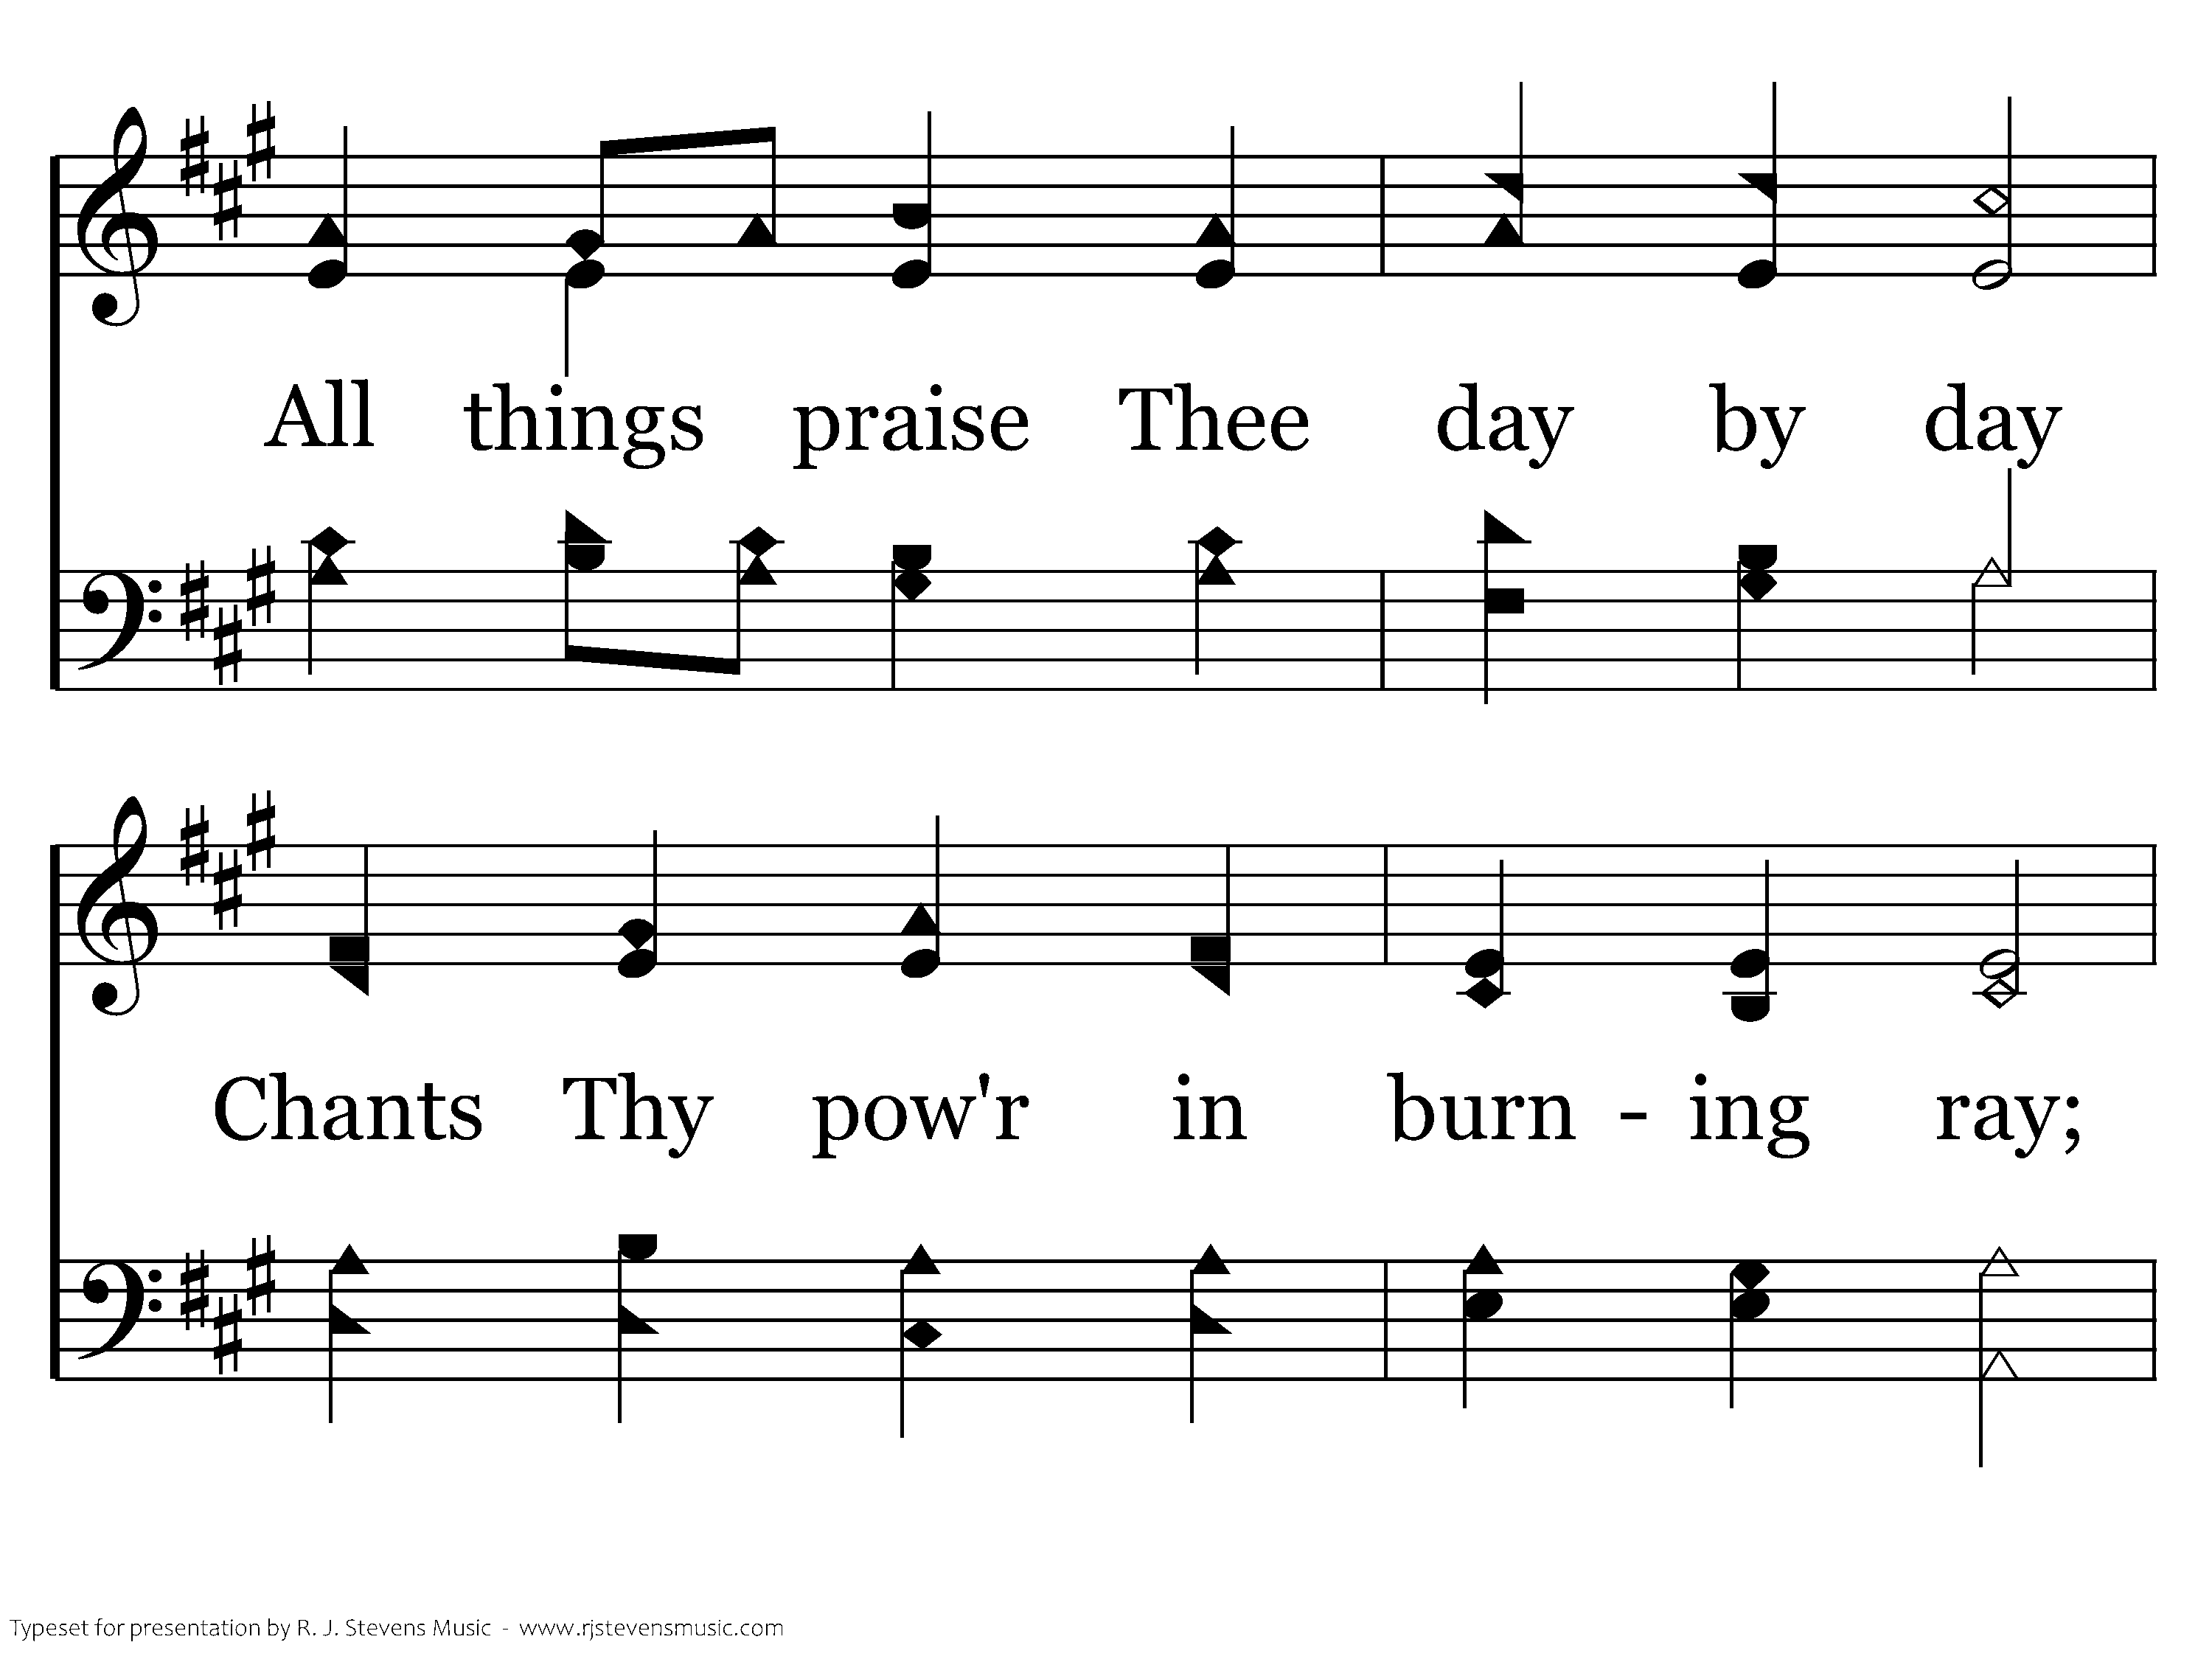 All things praise Thee day by day
Chants Thy pow'r in burn - ing ray;
Typeset for presentation by R. J. Stevens Music - www.rjstevensmusic.com